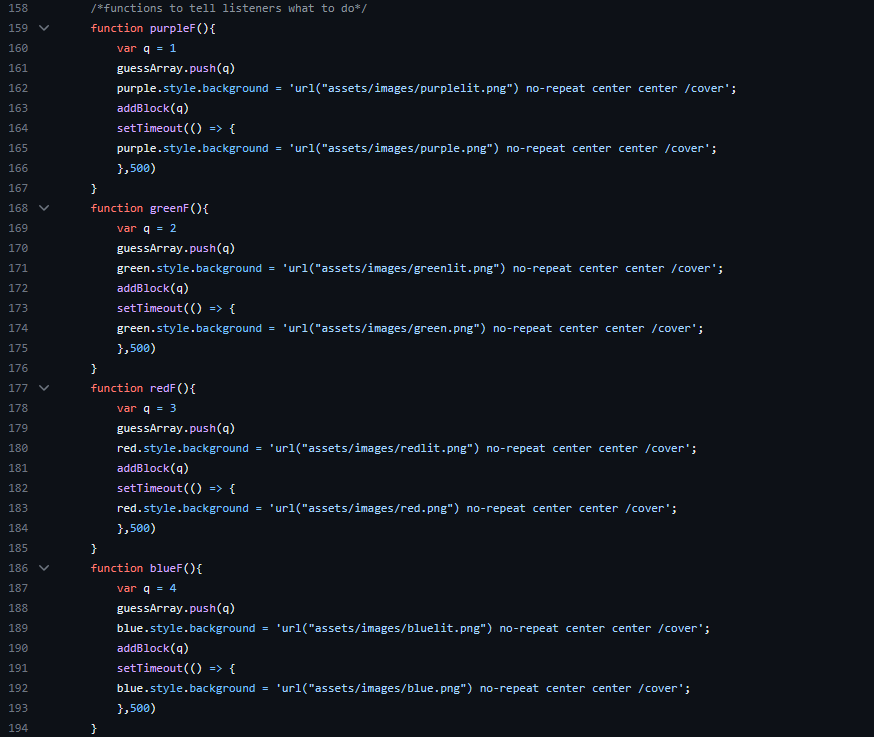 158 /*functions to tell listeners what to do*/
159 function purpleF(){
160 var q = 1
161 guessArray.push(q)
162 purple.style.background = 'url("assets/images/purplelit.png") no-repeat center center /cover';
163 addBlock(q)
164 setTimeout(() => {
165 purple.style.background = 'url("assets/images/purple.png") no-repeat center center /cover';
166 },500)
167 }
168 function greenF(){
169 var q = 2
170 guessArray.push(q)
171 green.style.background = 'url("assets/images/greenlit.png") no-repeat center center /cover';
172 addBlock(q)
173 setTimeout(() => {
174 green.style.background = 'url("assets/images/green.png") no-repeat center center /cover';
175 },500)
176 }
177 function redF(){
178 var q = 3
179 guessArray.push(q)
180 red.style.background = 'url("assets/images/redlit.png") no-repeat center center /cover';
181 addBlock(q)
182 setTimeout(() => {
183 red.style.background = 'url("assets/images/red.png") no-repeat center center /cover';
184 },500)
185 }
186 function blueF(){
187 var q = 4
188 guessArray.push(q)
189 blue.style.background = 'url("assets/images/bluelit.png") no-repeat center center /cover';
190 addBlock(q)
191 setTimeout(() => {
192 blue.style.background = 'url("assets/images/blue.png") no-repeat center center /cover';
193 },500)
194 }